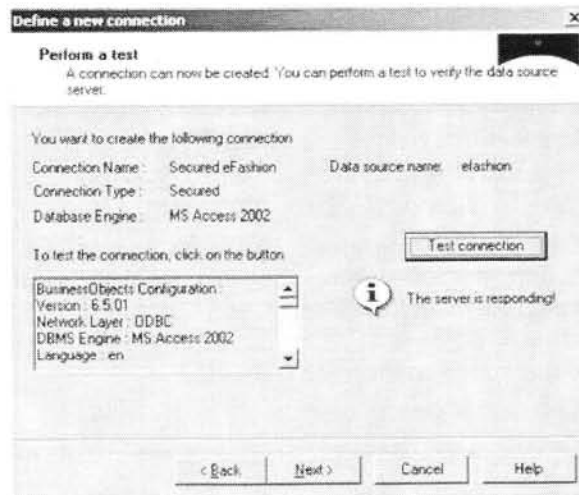 Define a new connection
Perform a test
A connection can now be created. You can perform a test to verify the data source
server.
You want to create the following connection
Connection Name : Secured eFashion Data source name: efashion
Connection Type : Secured
Database Engine : MS Access 2002
To test the connection, click on the button
Test connection
BusinessObjects Configuration :
Version : 6.5.01
Network Layer : ODBC
DBMS Engine : MS Access 2002
Language : en
The server is responding!
< Back Next > Cancel Help